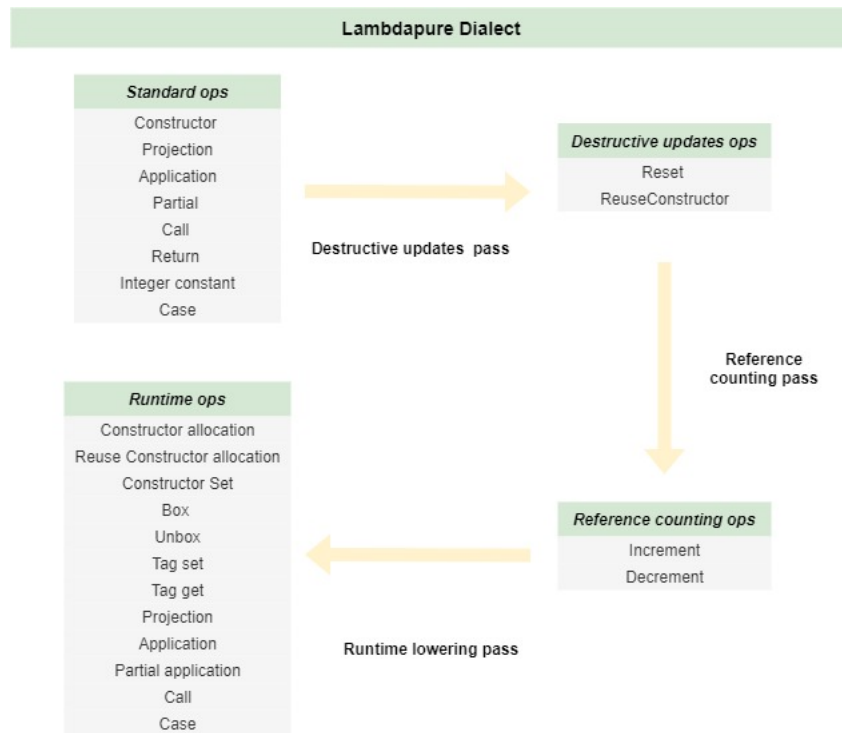 Lambdapure Dialect
Standard ops
Constructor
Projection
Application
Partial
Call
Return
Integer constant
Case
Destructive updates pass
Destructive updates ops
Reset
ReuseConstructor
Reference
counting pass
Reference counting ops
Increment
Decrement
Runtime lowering pass
Runtime ops
Constructor allocation
Reuse Constructor allocation
Constructor Set
Box
Unbox
Tag set
Tag get
Projection
Application
Partial application
Call
Case